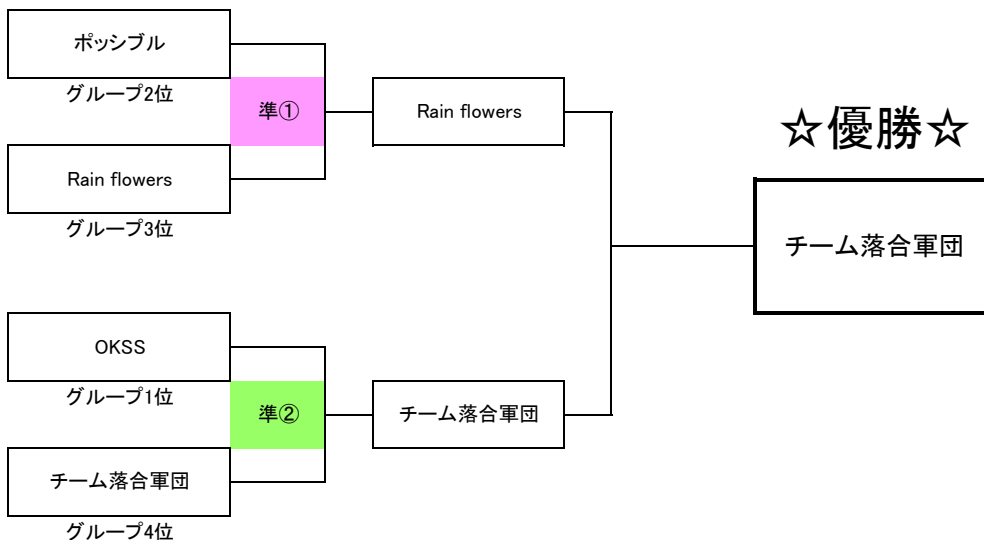 ポッシブル
グループ2位
準①
Rain flowers
Rain flowers
グループ3位
☆優勝☆
チーム落合軍団
OKSS
グループ1位
準②
チーム落合軍団
チーム落合軍団
グループ4位